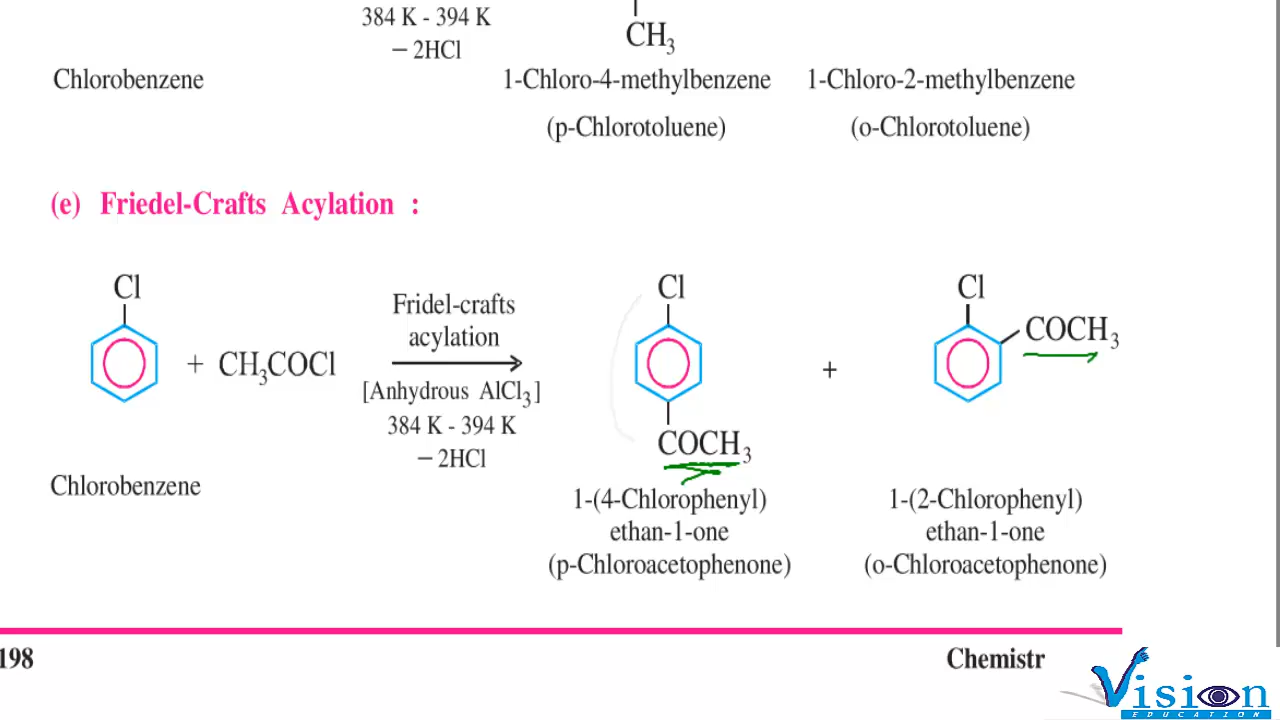 384 K - 394 K
– 2HCl
CH3
Chlorobenzene
1-Chloro-4-methylbenzene
1-Chloro-2-methylbenzene
(p-Chlorotoluene)
(o-Chlorotoluene)
(e) Friedel-Crafts Acylation :
Cl
+ CH3COCl
Fridel-crafts
acylation
[Anhydrous AlCl3]
384 K - 394 K
– 2HCl
Cl
COCH3
+
Cl
COCH3
Chlorobenzene
1-(4-Chlorophenyl)
ethan-1-one
(p-Chloroacetophenone)
1-(2-Chlorophenyl)
ethan-1-one
(o-Chloroacetophenone)
198
Chemistr
Vision
EDUCATION